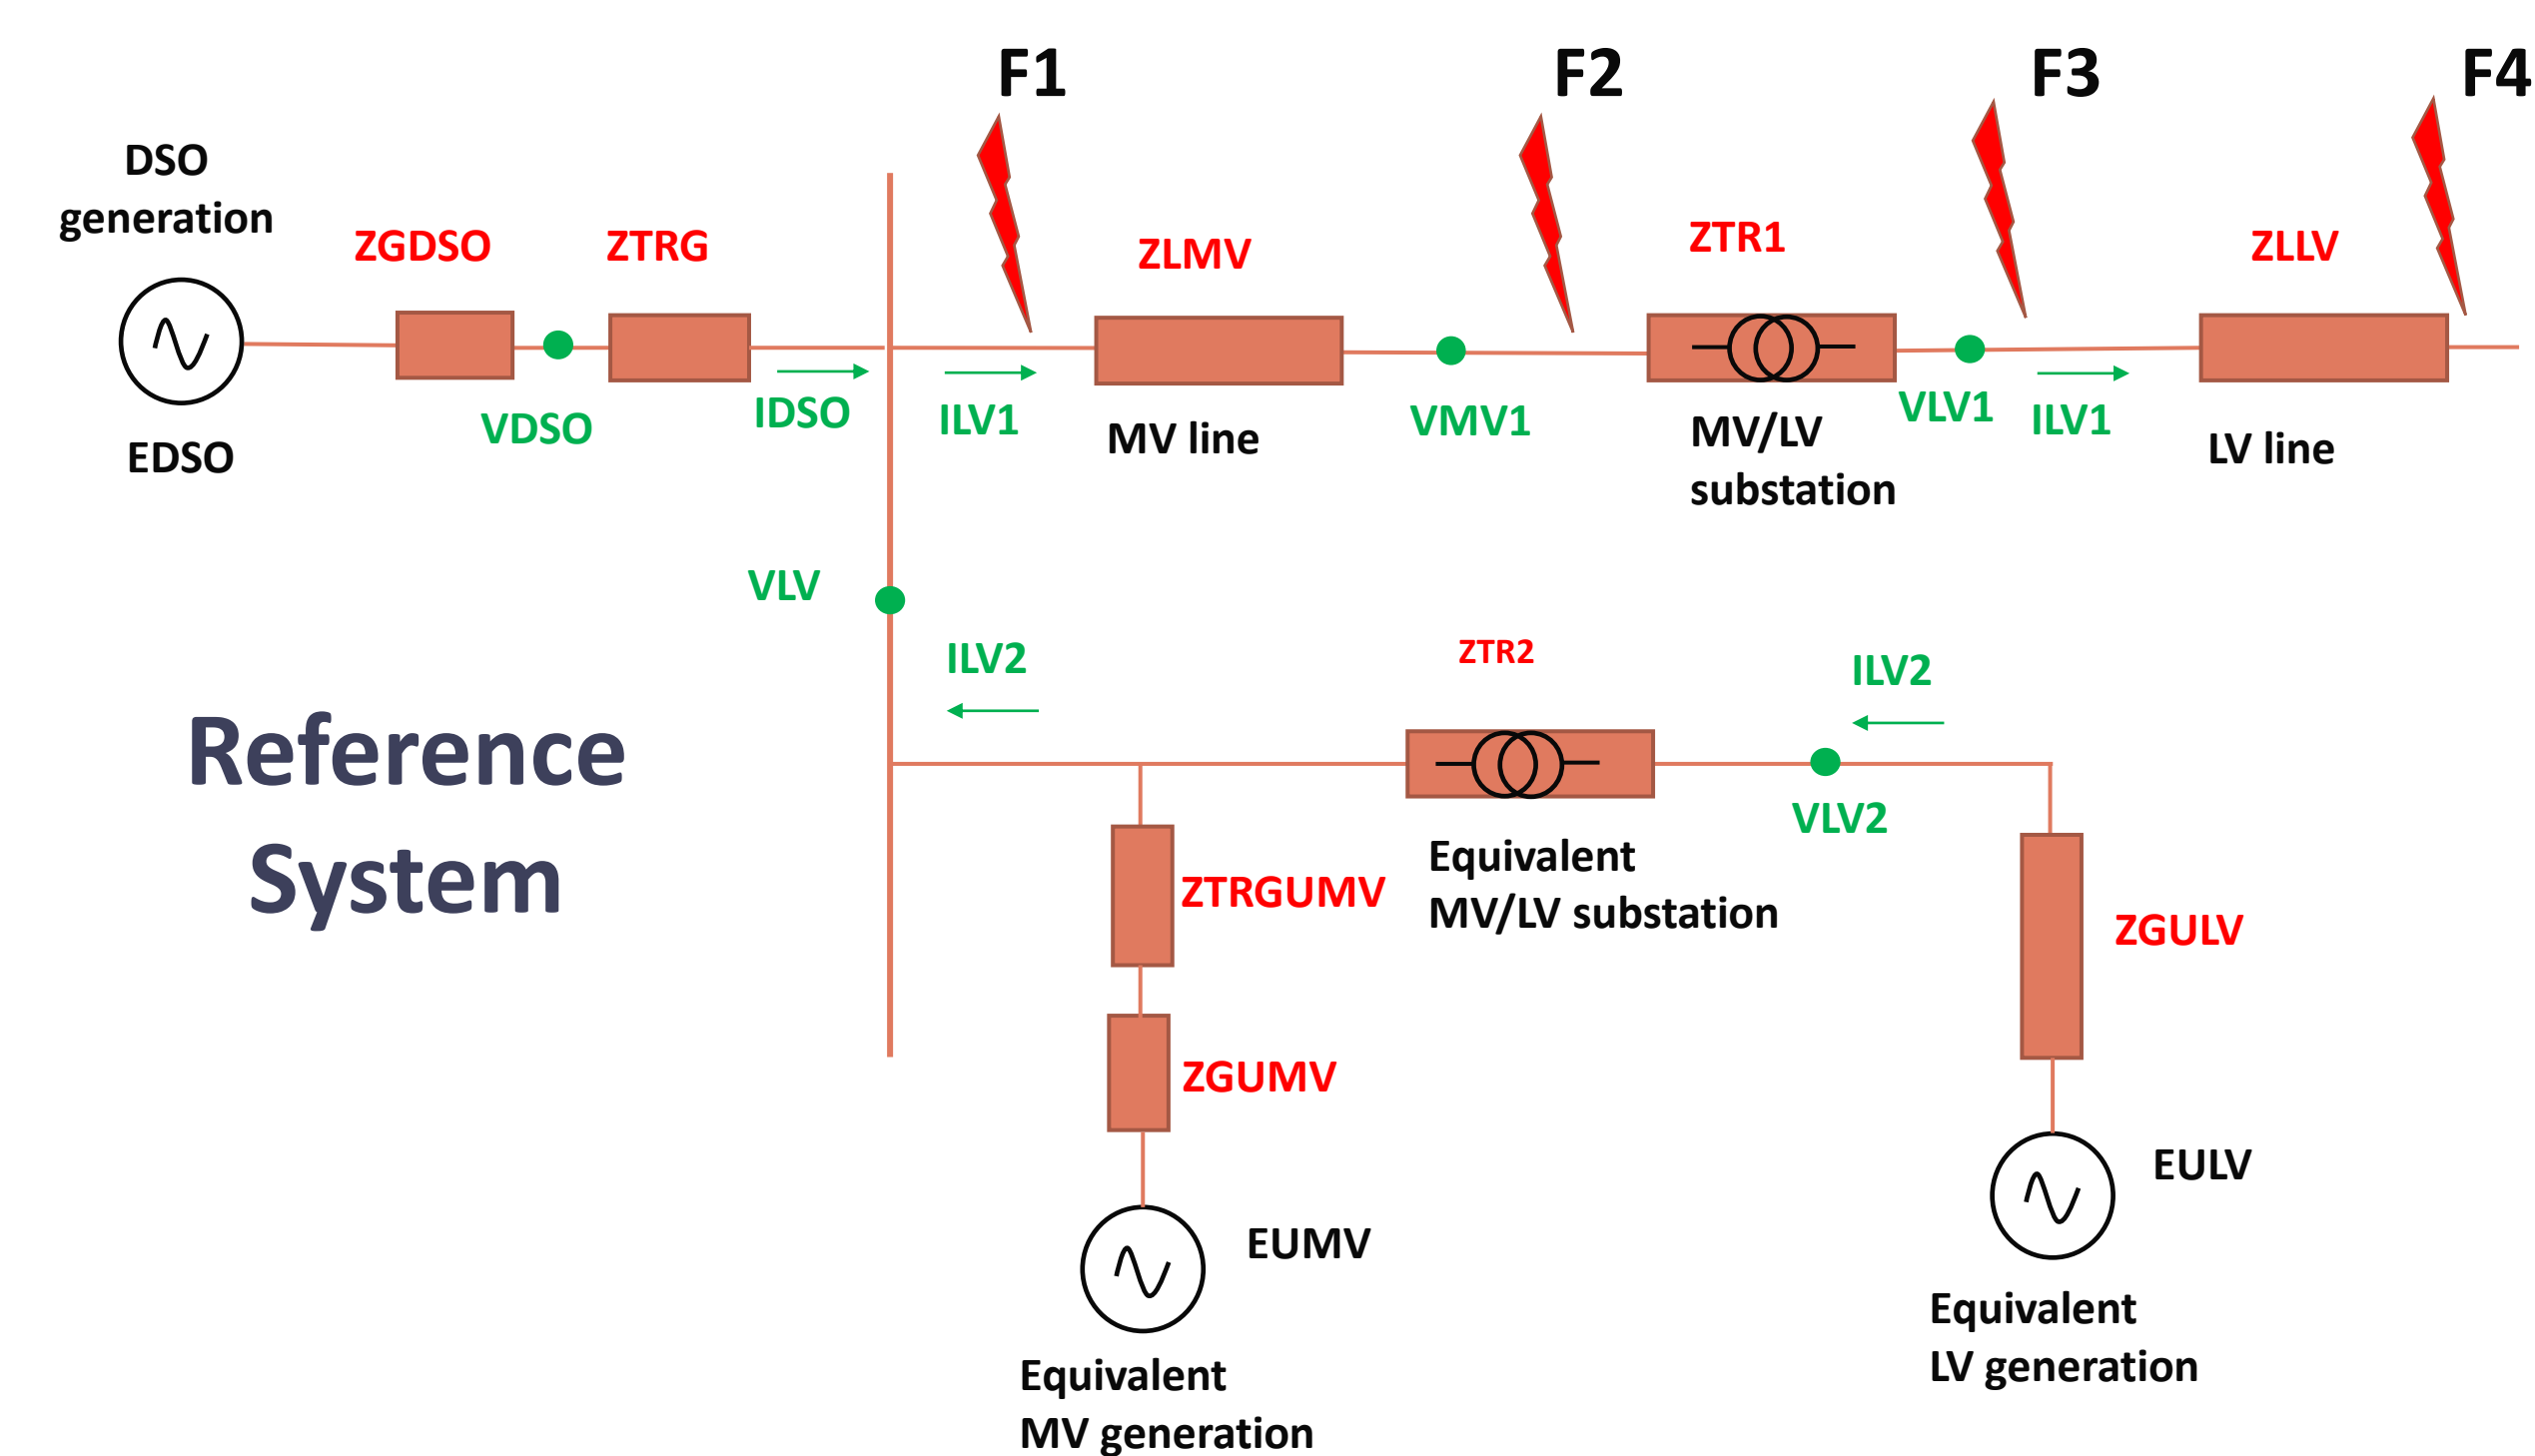 F1
F2
F3
F4
DSO
generation
ZGDSO
ZTRG
ZLMV
ZTR1
ZLLV
VDSO
IDSO
ILV1
VMV1
VLV1
ILV1
EDSO
MV line
MV/LV
substation
LV line
VLV
ILV2
ZTR2
ILV2
Reference
System
VLV2
Equivalent
MV/LV substation
ZTRGUMV
ZGULV
ZGUMV
EUMV
EULV
Equivalent
MV generation
Equivalent
LV generation